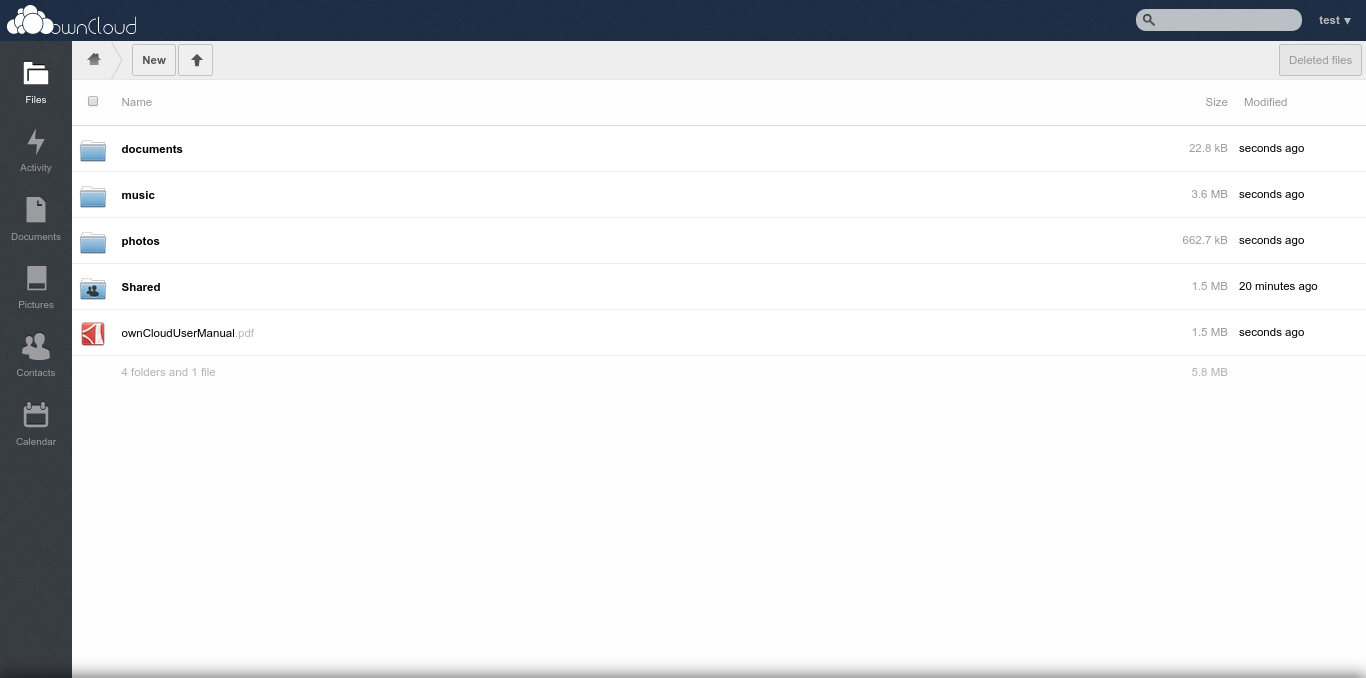 ownCloud
test ▼
New
Deleted files
Files
Activity
Documents
Pictures
Contacts
Calendar
Name Size Modified
documents 22.8 kB seconds ago
music 3.6 MB seconds ago
photos 662.7 kB seconds ago
Shared 1.5 MB 20 minutes ago
ownCloudUserManual.pdf 1.5 MB seconds ago
4 folders and 1 file 5.8 MB